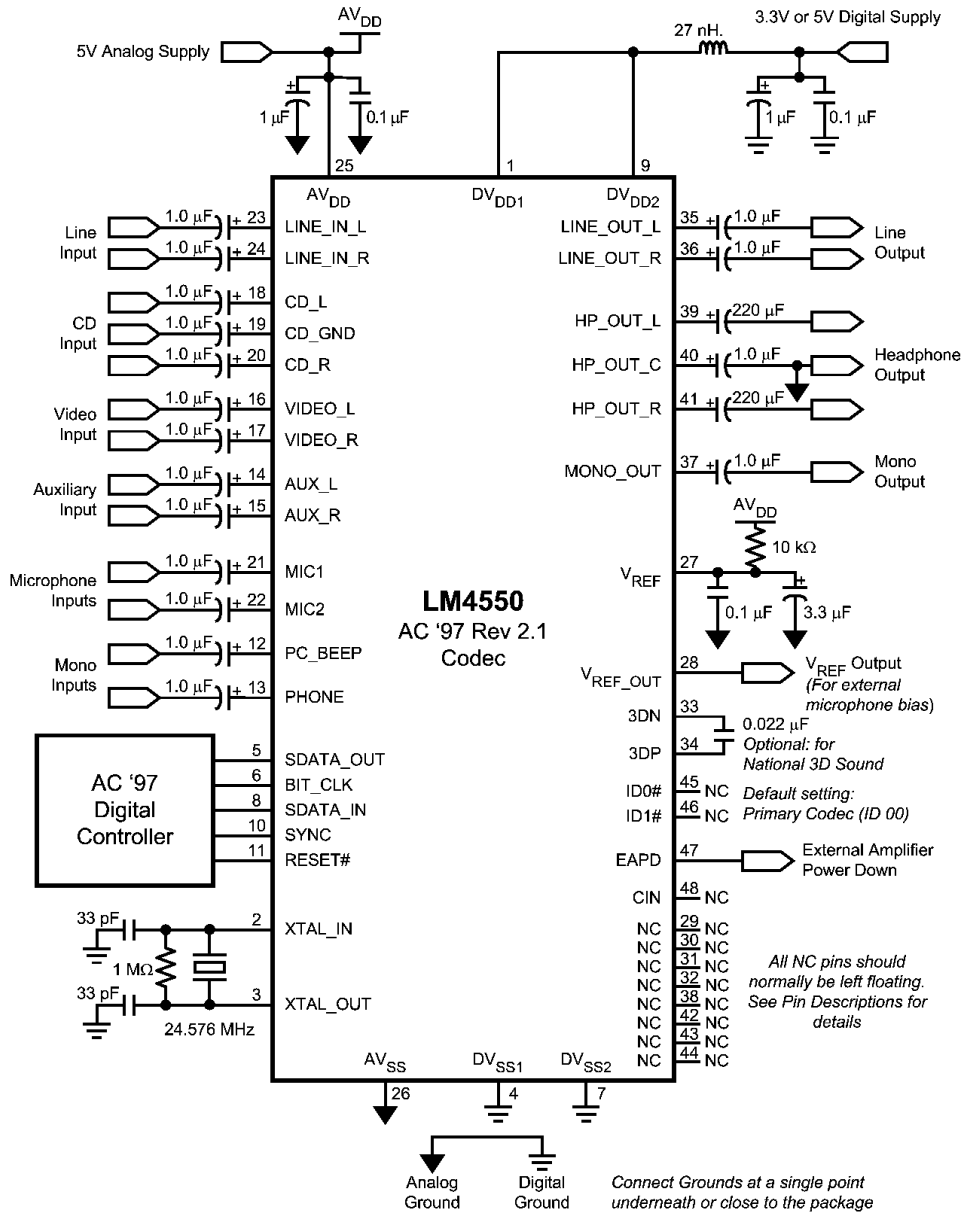 AVDD
5V Analog Supply
27 nH.
3.3V or 5V Digital Supply
+
1 µF
0.1 µF
+
1 µF
0.1 µF
25
1
9
AVDD
DVDD1
DVDD2
Line
Input
1.0 µF
+ 23
LINE_IN_L
1.0 µF
+ 24
LINE_IN_R
CD
Input
1.0 µF
+ 18
CD_L
1.0 µF
+ 19
CD_GND
1.0 µF
+ 20
CD_R
Video
Input
1.0 µF
+ 16
VIDEO_L
1.0 µF
+ 17
VIDEO_R
Auxiliary
Input
1.0 µF
+ 14
AUX_L
1.0 µF
+ 15
AUX_R
Microphone
Inputs
1.0 µF
+ 21
MIC1
1.0 µF
+ 22
MIC2
Mono
Inputs
1.0 µF
+ 12
PC_BEEP
1.0 µF
+ 13
PHONE
AC ‘97
Digital
Controller
5
SDATA_OUT
6
BIT_CLK
8
SDATA_IN
10
SYNC
11
RESET#
33 pF
2
XTAL_IN
1 MΩ
33 pF
3
XTAL_OUT
24.576 MHz
LM4550
AC ‘97 Rev 2.1
Codec
LINE_OUT_L
35 +
1.0 µF
LINE_OUT_R
36 +
1.0 µF
Line
Output
HP_OUT_L
39 +
220 µF
HP_OUT_C
40 +
1.0 µF
HP_OUT_R
41 +
220 µF
Headphone
Output
MONO_OUT
37 +
1.0 µF
Mono
Output
AVDD
10 kΩ
VREF
27
0.1 µF
+
3.3 µF
VREF_OUT
28
VREF Output
(For external
microphone bias)
3DN
33
3DP
34
0.022 µF
Optional: for
National 3D Sound
ID0#
45 NC
ID1#
46 NC
Default setting:
Primary Codec (ID 00)
EAPD
47
External Amplifier
Power Down
CIN
48 NC
NC 29 NC
NC 30 NC
NC 31 NC
NC 32 NC
NC 38 NC
NC 42 NC
NC 43 NC
NC 44 NC
All NC pins should
normally be left floating.
See Pin Descriptions for
details
AVSS
DVSS1
DVSS2
26
4
7
Analog
Ground
Digital
Ground
Connect Grounds at a single point
underneath or close to the package